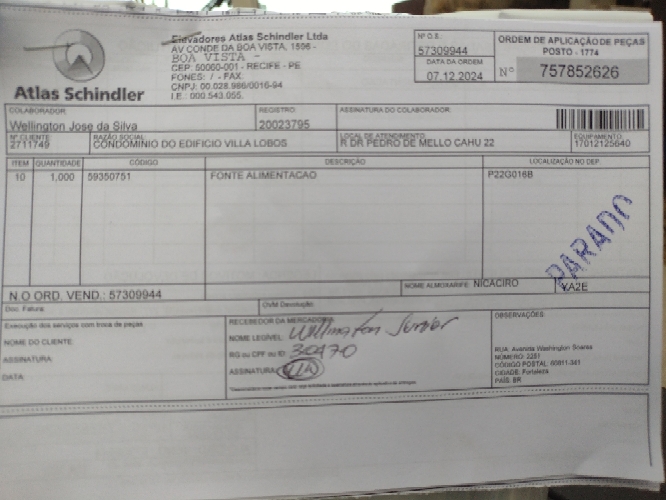 Atlas Schindler
Elevadores Atlas Schindler Ltda
AV CONDE DA BOA VISTA, 1506 -
BOA VISTA -
CEP: 50060-001 - RECIFE - PE
FONES: / - FAX.
CNPJ: 00.028.986/0016-94
I.E.: 000.543.055.
Nº O.E.
57309944
DATA DA ORDEM
07.12.2024
ORDEM DE APLICAÇÃO DE PEÇAS
POSTO - 1774
Nº 757852626
COLABORADOR:
Wellington Jose da Silva
REGISTRO:
20023795
ASSINATURA DO COLABORADOR:
Nº CLIENTE:
2711749
RAZÃO SOCIAL:
CONDOMINIO DO EDIFICIO VILLA LOBOS
LOCAL DE ATENDIMENTO:
R DR PEDRO DE MELLO CAHU 22
EQUIPAMENTO:
17012125640
ITEM QUANTIDADE CÓDIGO DESCRIÇÃO LOCALIZAÇÃO NO DEP.
10 1,000 59350751 FONTE ALIMENTACAO P22G016B
PARADO
N.O ORD. VEND.: 57309944
NOME ALMOXARIFE: NICACIRO
YA2E
Doc. Fatura:
OVM Devolução:
Execução dos serviços com troca de peças
NOME DO CLIENTE:
ASSINATURA:
DATA:
RECEBEDOR DA MERCADORIA
NOME LEGÍVEL:
RG ou CPF ou ID: 30470
ASSINATURA:
OBSERVAÇÕES:
RUA: Avenida Washington Soares
NÚMERO: 3281
CÓDIGO POSTAL: 60811-341
CIDADE: Fortaleza
PAÍS: BR